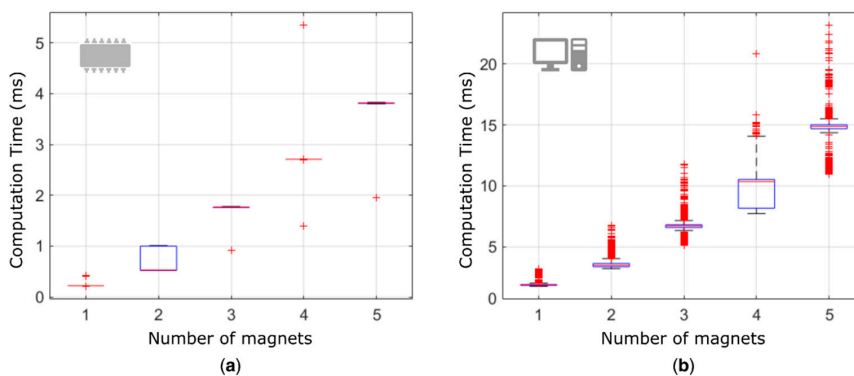 Computation Time (ms)
5
4
3
2
1
0
1 2 3 4 5
Number of magnets
(a)
Computation Time (ms)
20
15
10
5
0
1 2 3 4 5
Number of magnets
(b)